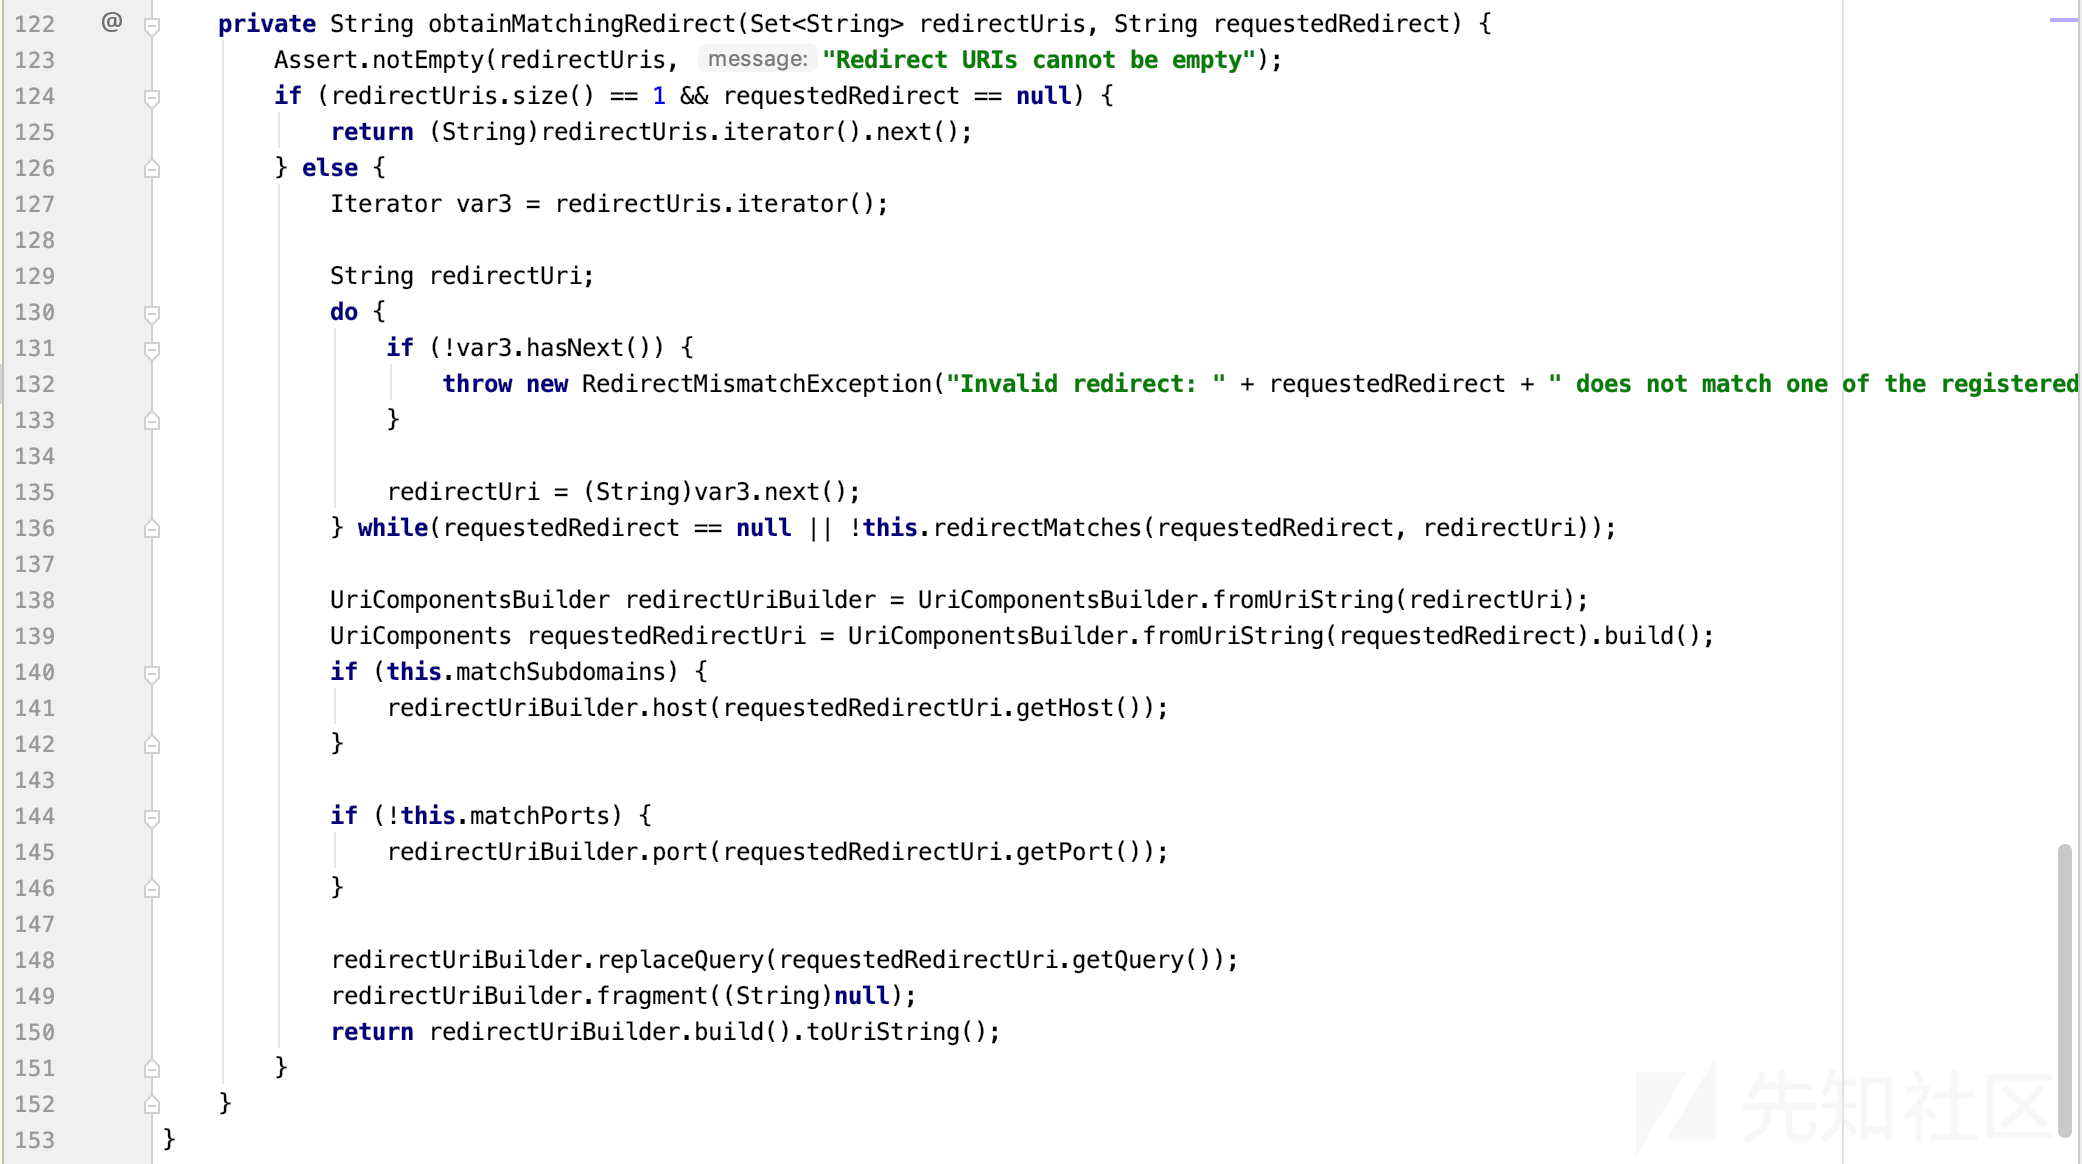 122 @ private String obtainMatchingRedirect(Set<String> redirectUris, String requestedRedirect) {
123 Assert.notEmpty(redirectUris, message: "Redirect URIs cannot be empty");
124 if (redirectUris.size() == 1 && requestedRedirect == null) {
125 return (String)redirectUris.iterator().next();
126 } else {
127 Iterator var3 = redirectUris.iterator();
128
129 String redirectUri;
130 do {
131 if (!var3.hasNext()) {
132 throw new RedirectMismatchException("Invalid redirect: " + requestedRedirect + " does not match one of the registered
133 }
134
135 redirectUri = (String)var3.next();
136 } while(requestedRedirect == null || !this.redirectMatches(requestedRedirect, redirectUri));
137
138 UriComponentsBuilder redirectUriBuilder = UriComponentsBuilder.fromUriString(redirectUri);
139 UriComponents requestedRedirectUri = UriComponentsBuilder.fromUriString(requestedRedirect).build();
140 if (this.matchSubdomains) {
141 redirectUriBuilder.host(requestedRedirectUri.getHost());
142 }
143
144 if (!this.matchPorts) {
145 redirectUriBuilder.port(requestedRedirectUri.getPort());
146 }
147
148 redirectUriBuilder.replaceQuery(requestedRedirectUri.getQuery());
149 redirectUriBuilder.fragment((String)null);
150 return redirectUriBuilder.build().toUriString();
151 }
152 }
153 }
先知社区